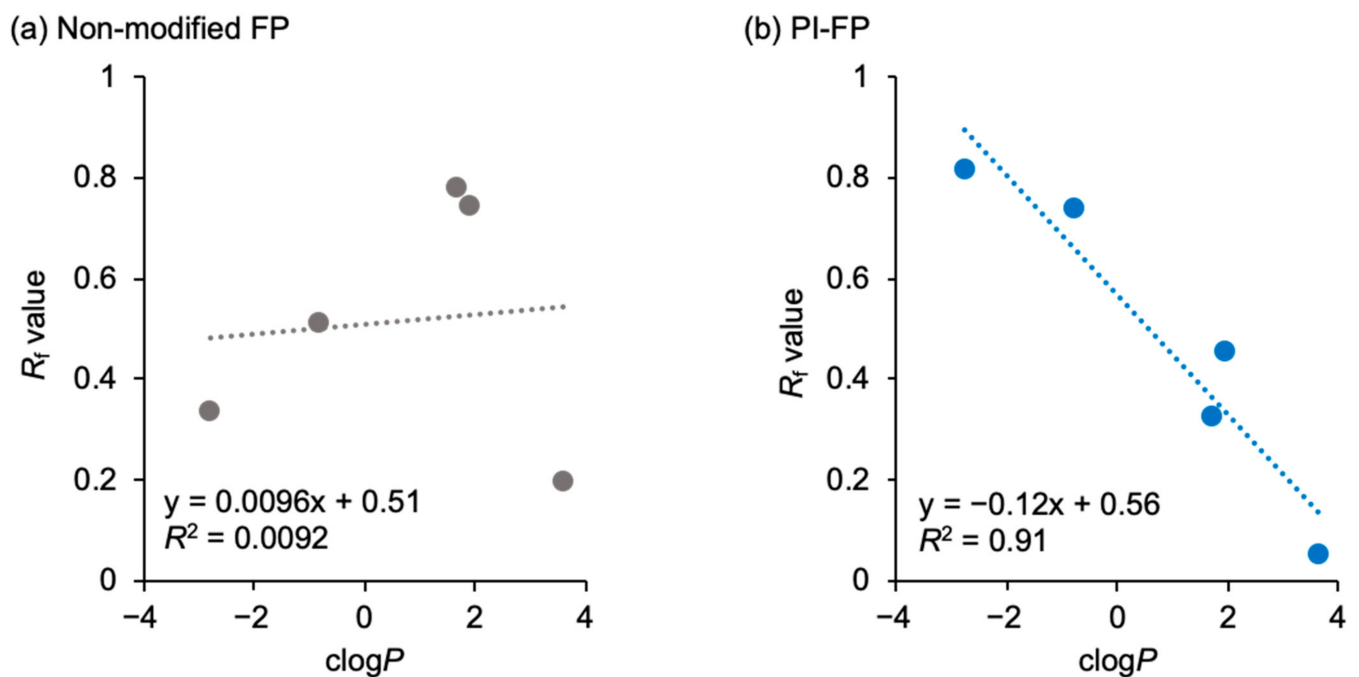 (a) Non-modified FP
1
0.8
0.6
0.4
0.2
0
−4
−2
0
2
4
Rf value
clogP
y = 0.0096x + 0.51
R² = 0.0092
(b) PI-FP
1
0.8
0.6
0.4
0.2
0
−4
−2
0
2
4
Rf value
clogP
y = −0.12x + 0.56
R² = 0.91